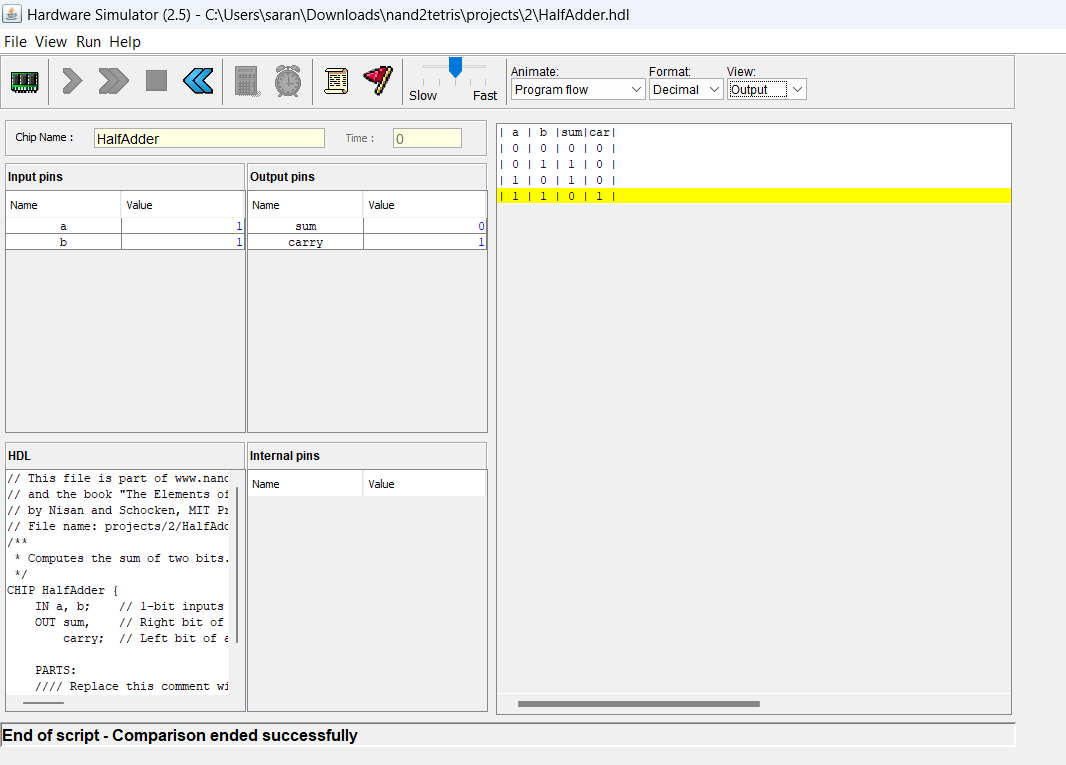 Hardware Simulator (2.5) - C:\Users\saran\Downloads\nand2tetris\projects\2\HalfAdder.hdl
File View Run Help
Slow Fast
Animate: Format: View:
Program flow Decimal Output
Chip Name : HalfAdder Time : 0
Input pins
Name Value
a 1
b 1
Output pins
Name Value
sum 0
carry 1
HDL
// This file is part of www.nand
// and the book "The Elements of
// by Nisan and Schocken, MIT Pr
// File name: projects/2/HalfAdd
/**
* Computes the sum of two bits.
*/
CHIP HalfAdder {
IN a, b; // 1-bit inputs
OUT sum, // Right bit of
carry; // Left bit of a
PARTS:
//// Replace this comment wi
Internal pins
Name Value
| a | b |sum|car|
| 0 | 0 | 0 | 0 |
| 0 | 1 | 1 | 0 |
| 1 | 0 | 1 | 0 |
| 1 | 1 | 0 | 1 |
End of script - Comparison ended successfully